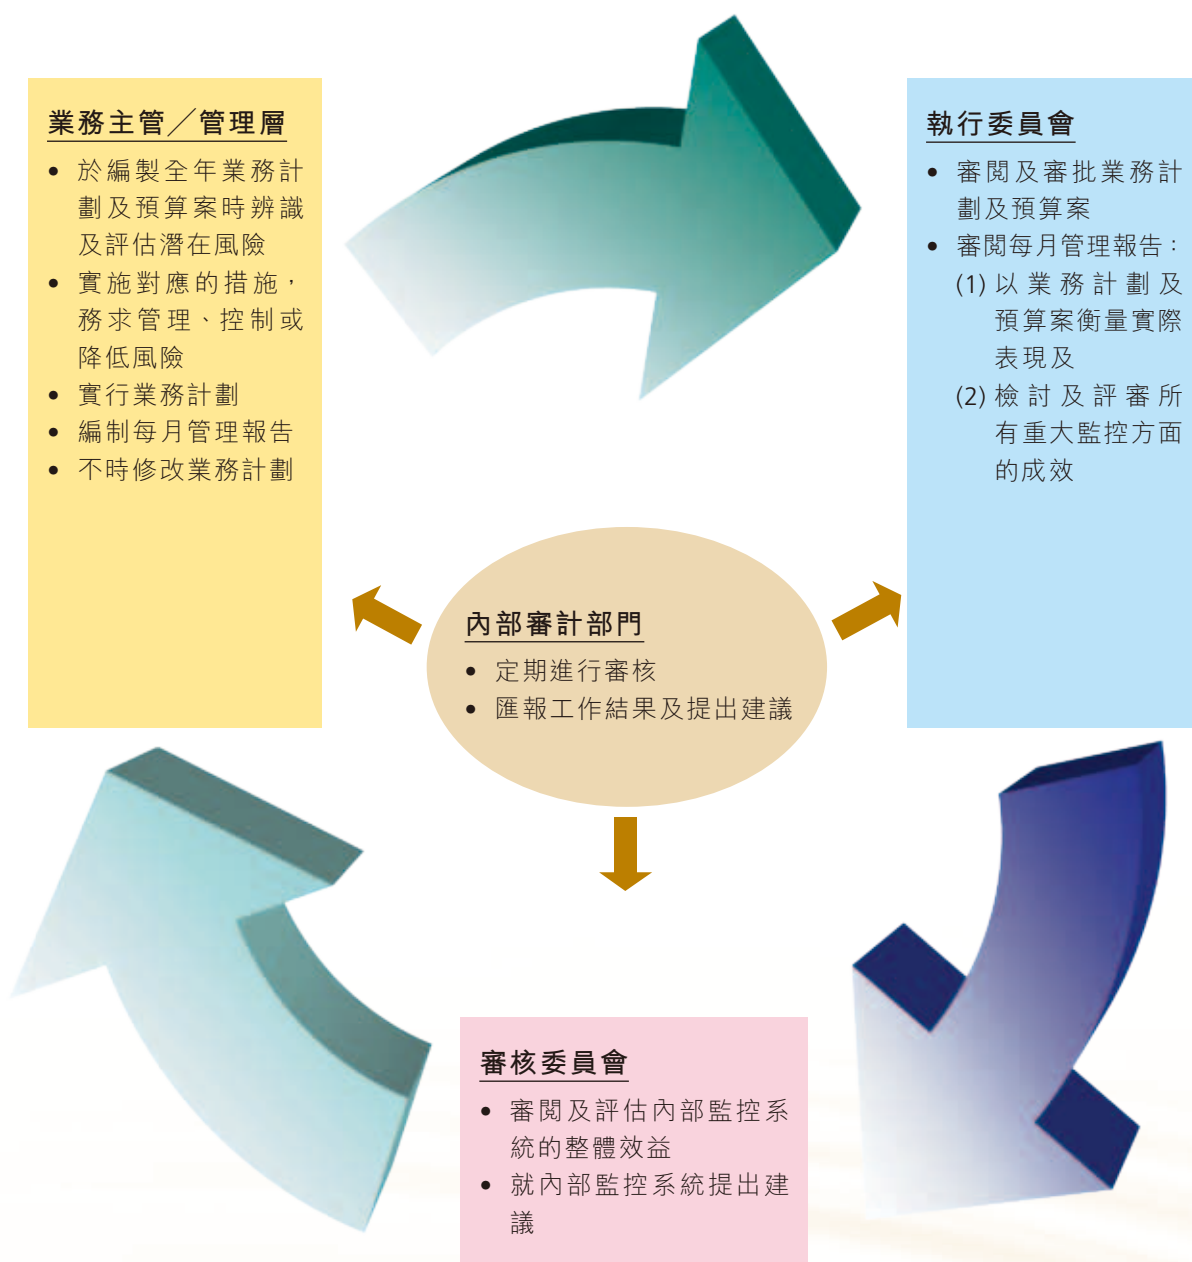 業務主管／管理層
• 於編製全年業務計
劃及預算案時辨識
及評估潛在風險
• 實施對應的措施，
務求管理、控制或
降低風險
• 實行業務計劃
• 編制每月管理報告
• 不時修改業務計劃
執行委員會
• 審閱及審批業務計
劃及預算案
• 審閱每月管理報告：
(1) 以業務計劃及
預算案衡量實際
表現及
(2) 檢討及評審所
有重大監控方面
的成效
內部審計部門
• 定期進行審核
• 匯報工作結果及提出建議
審核委員會
• 審閱及評估內部監控系
統的整體效益
• 就內部監控系統提出建
議